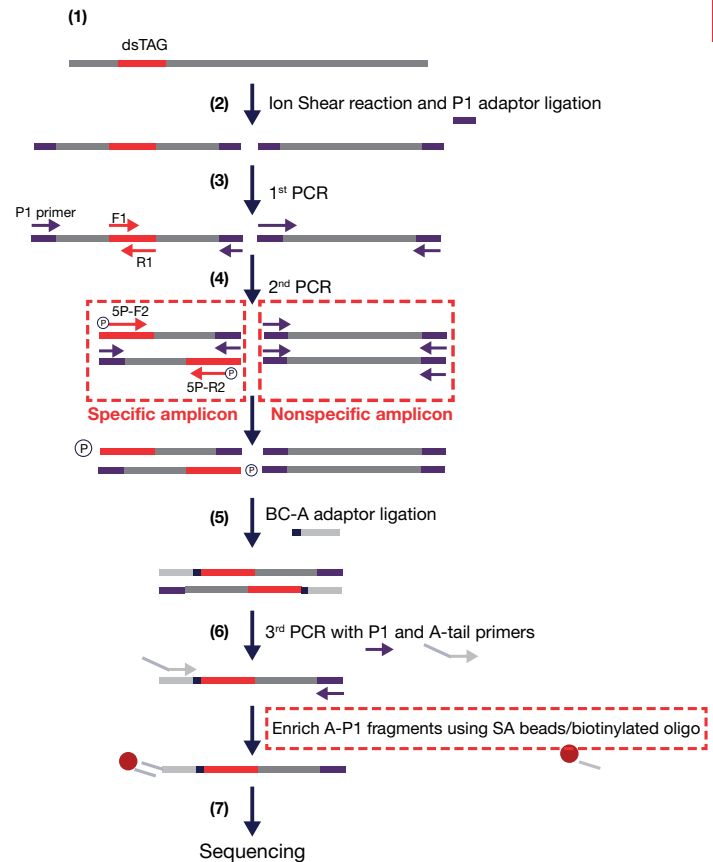 (1)
dsTAG
(2) Ion Shear reaction and P1 adaptor ligation
(3) 1st PCR
P1 primer
F1
R1
(4) 2nd PCR
P 5P-F2
5P-R2 P
Specific amplicon Nonspecific amplicon
P
P
(5) BC-A adaptor ligation
(6) 3rd PCR with P1 and A-tail primers
Enrich A-P1 fragments using SA beads/biotinylated oligo
(7)
Sequencing